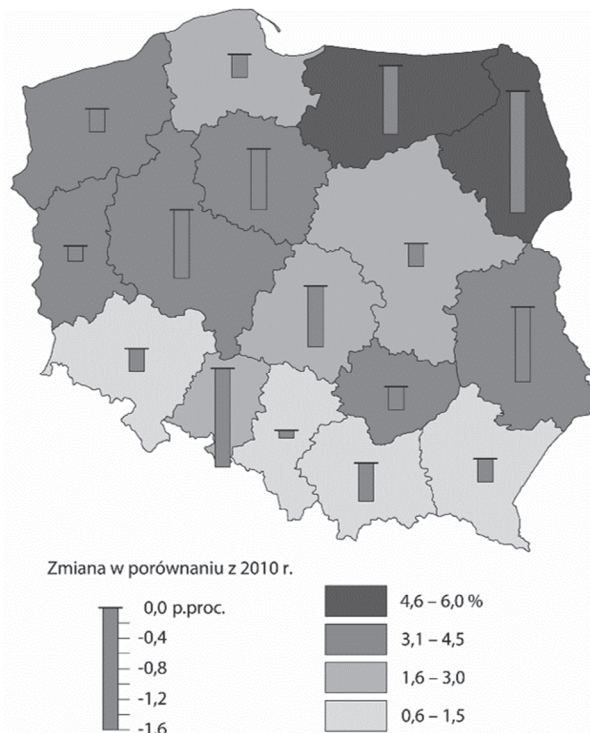 Zmiana w porównaniu z 2010 r.
0,0 p.proc.
-0,4
-0,8
-1,2
-1,6
4,6 – 6,0 %
3,1 – 4,5
1,6 – 3,0
0,6 – 1,5